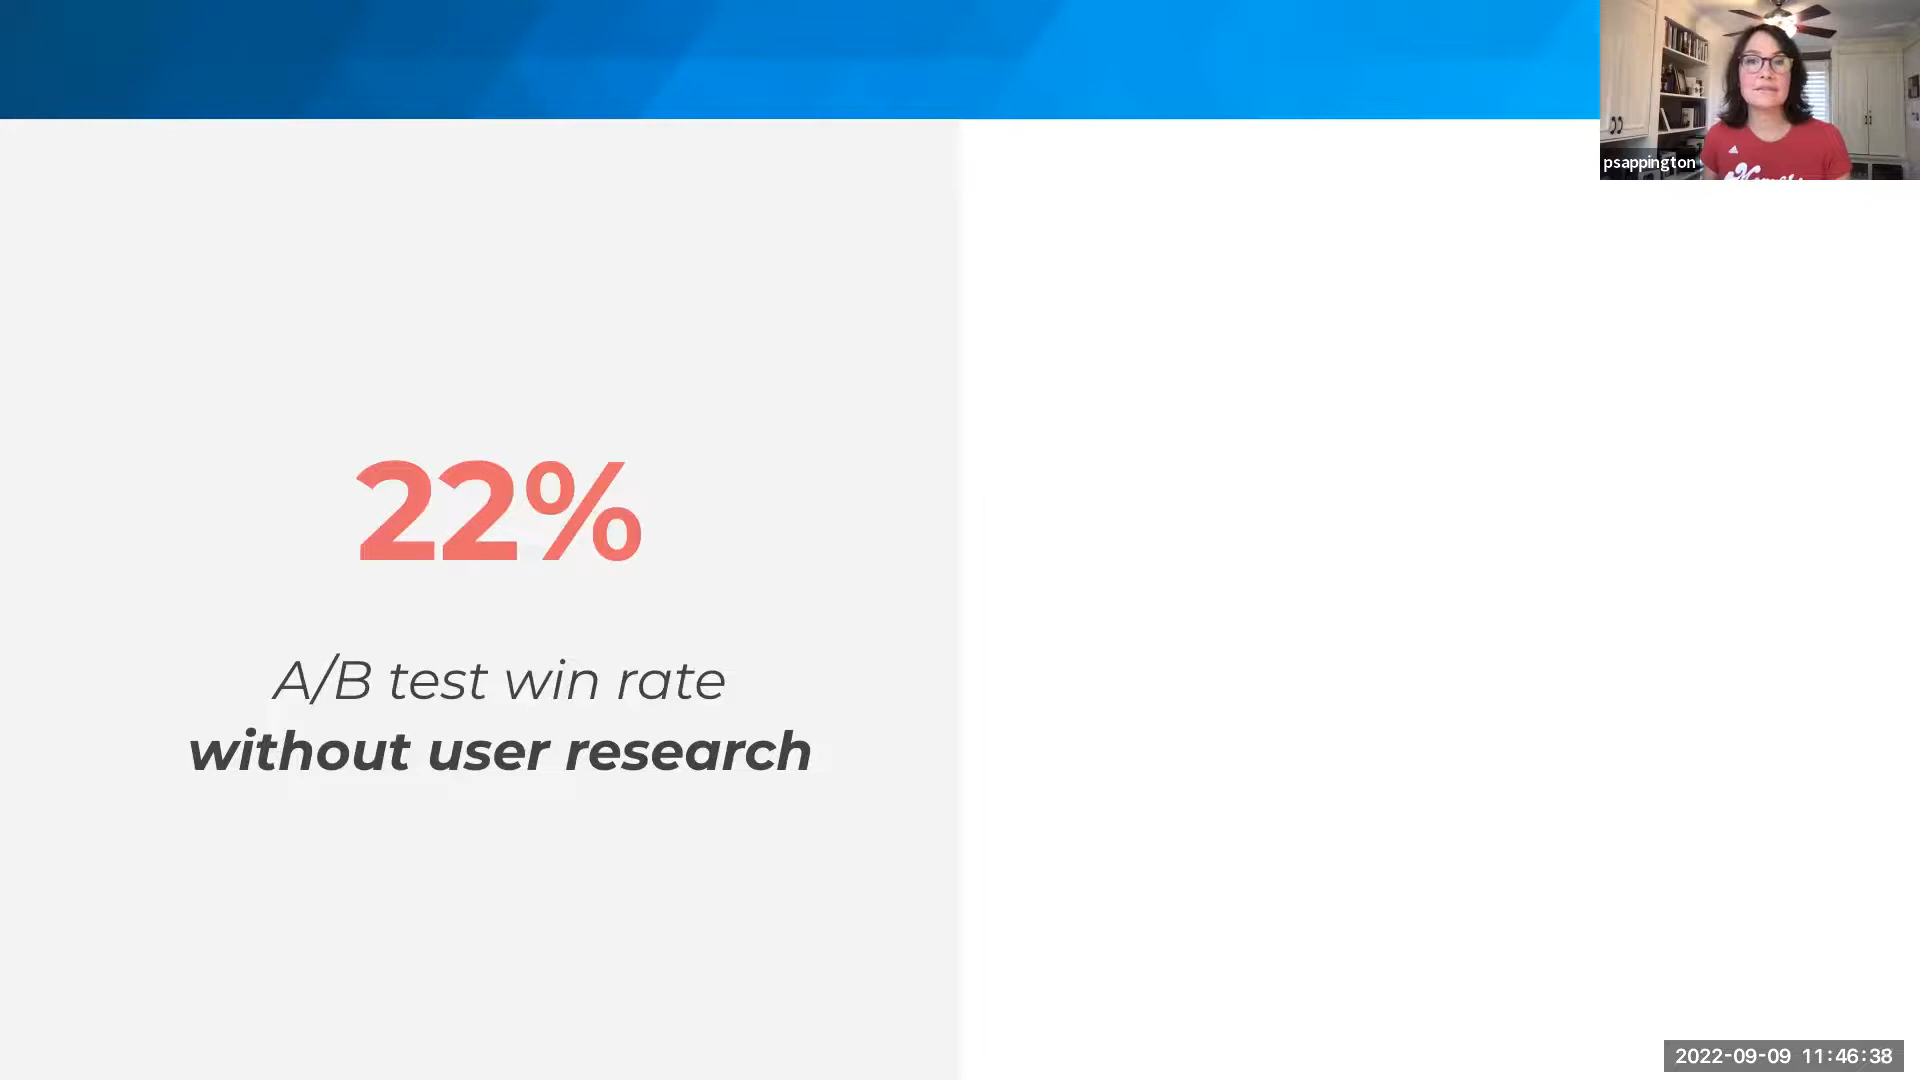 psappington
22%
A/B test win rate
without user research
2022-09-09 11:46:38